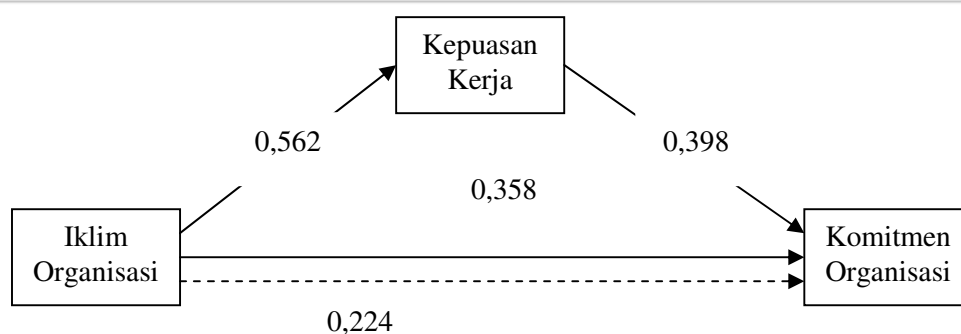 Kepuasan
Kerja
0,562
0,398
0,358
Iklim
Organisasi
Komitmen
Organisasi
0,224